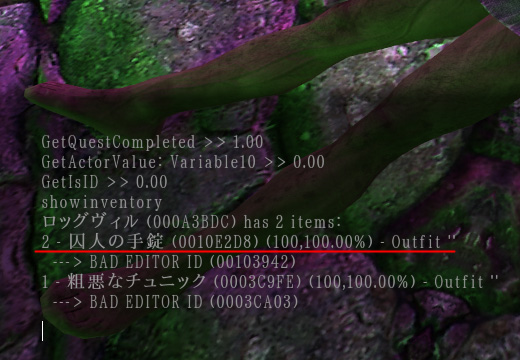 GetQuestCompleted >> 1.00
GetActorValue: Variable10 >> 0.00
GetIsID >> 0.00
showinventory
ロッグヴィル (000A3BDC) has 2 items:
2 - 囚人の手錠 (0010E2D8) (100,100.00%) - Outfit ''
---> BAD EDITOR ID (00103942)
1 - 粗悪なチュニック (0003C9FE) (100,100.00%) - Outfit ''
---> BAD EDITOR ID (0003CA03)